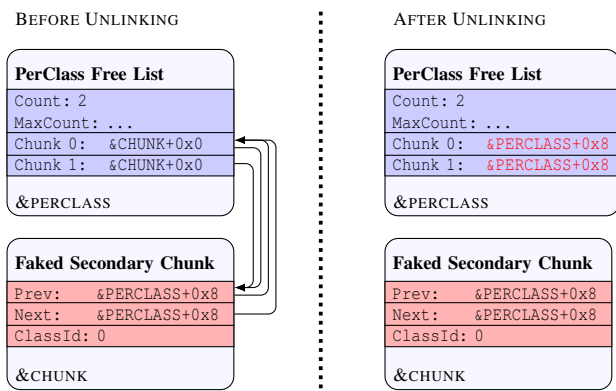 BEFORE UNLINKING
PerClass Free List
Count: 2
MaxCount: ...
Chunk 0: &CHUNK+0x0
Chunk 1: &CHUNK+0x0
&PERCLASS
Faked Secondary Chunk
Prev: &PERCLASS+0x8
Next: &PERCLASS+0x8
ClassId: 0
&CHUNK
AFTER UNLINKING
PerClass Free List
Count: 2
MaxCount: ...
Chunk 0: &PERCLASS+0x8
Chunk 1: &PERCLASS+0x8
&PERCLASS
Faked Secondary Chunk
Prev: &PERCLASS+0x8
Next: &PERCLASS+0x8
ClassId: 0
&CHUNK